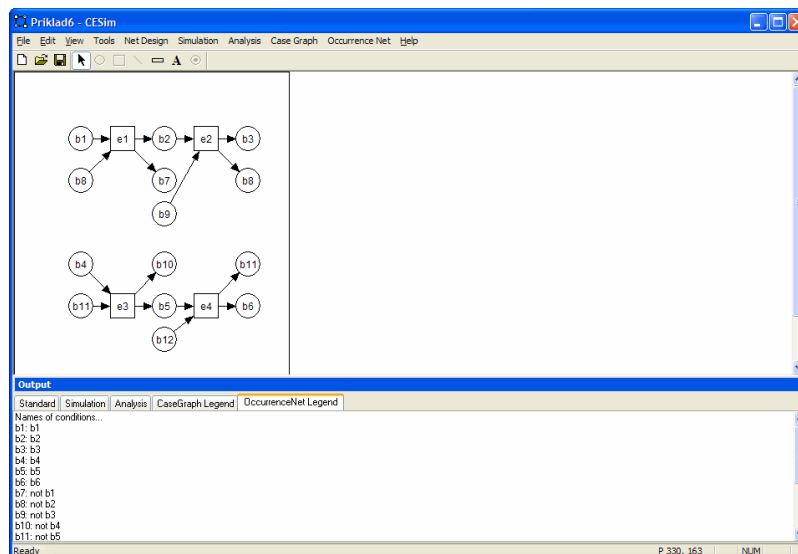 Priklad6 - CESim
File Edit View Tools Net Design Simulation Analysis Case Graph Occurrence Net Help
A
b1 e1 b2 e2 b3
b8 b7 b8
b9
b4 b10 b11
b11 e3 b5 e4 b6
b12
Output
Standard Simulation Analysis CaseGraph Legend OccurrenceNet Legend
Names of conditions...
b1: b1
b2: b2
b3: b3
b4: b4
b5: b5
b6: b6
b7: not b1
b8: not b2
b9: not b3
b10: not b4
b11: not b5
Ready P 330, 163 NUM